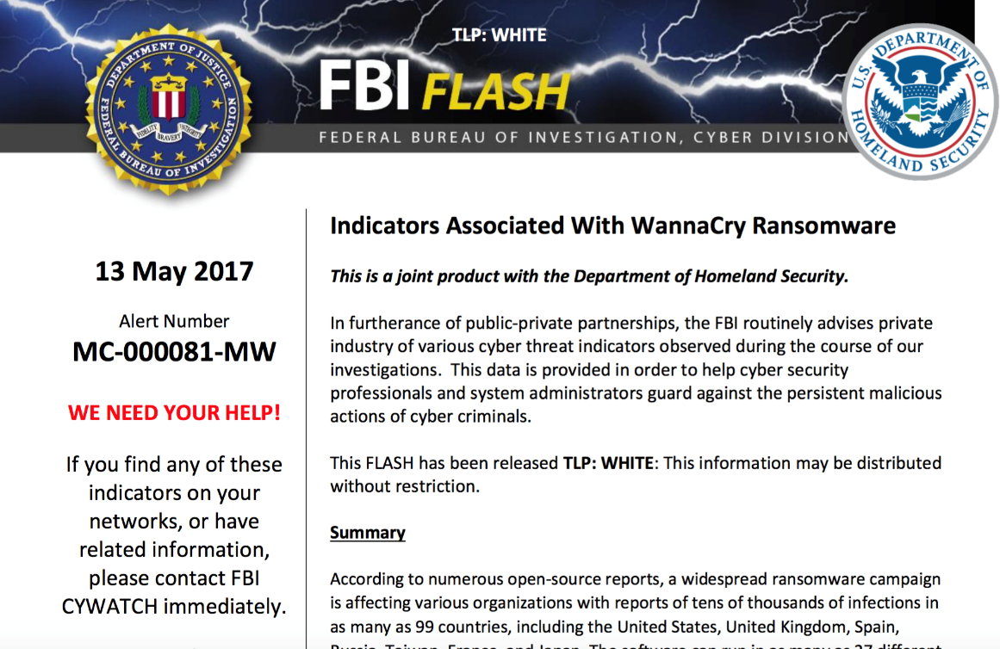 TLP: WHITE
FBI FLASH
FEDERAL BUREAU OF INVESTIGATION, CYBER DIVISION
DEPARTMENT OF JUSTICE
FEDERAL BUREAU OF INVESTIGATION
FIDELITY BRAVERY INTEGRITY
U.S. DEPARTMENT OF
HOMELAND SECURITY
13 May 2017
Alert Number
MC-000081-MW
WE NEED YOUR HELP!
If you find any of these
indicators on your
networks, or have
related information,
please contact FBI
CYWATCH immediately.
Indicators Associated With WannaCry Ransomware
This is a joint product with the Department of Homeland Security.
In furtherance of public-private partnerships, the FBI routinely advises private
industry of various cyber threat indicators observed during the course of our
investigations.  This data is provided in order to help cyber security
professionals and system administrators guard against the persistent malicious
actions of cyber criminals.
This FLASH has been released TLP: WHITE: This information may be distributed
without restriction.
Summary
According to numerous open-source reports, a widespread ransomware campaign
is affecting various organizations with reports of tens of thousands of infections in
as many as 99 countries, including the United States, United Kingdom, Spain,
Russia, Taiwan, France, and Japan. The software can run in as many as 27 different